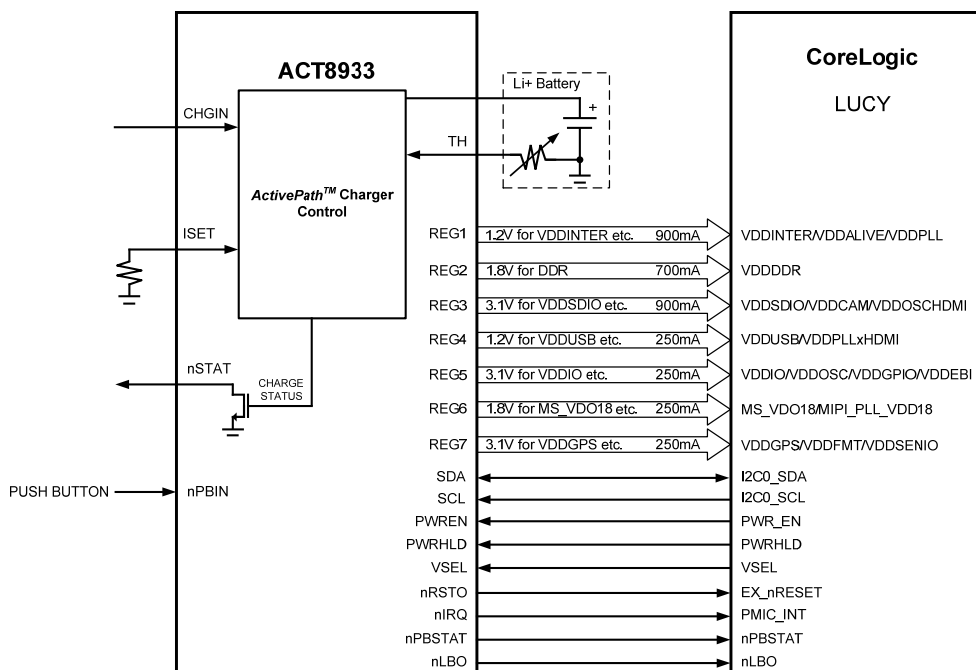 ACT8933
CoreLogic
LUCY
Li+ Battery
+
CHGIN
TH
ActivePath™ Charger
Control
ISET
REG1 1.2V for VDDINTER etc. 900mA VDDINTER/VDDALIVE/VDDPLL
REG2 1.8V for DDR 700mA VDDDDR
REG3 3.1V for VDDSDIO etc. 900mA VDDSDIO/VDDCAM/VDDOSCHDMI
REG4 1.2V for VDDUSB etc. 250mA VDDUSB/VDDPLLxHDMI
REG5 3.1V for VDDIO etc. 250mA VDDIO/VDDOSC/VDDGPIO/VDDEBI
REG6 1.8V for MS_VDO18 etc. 250mA MS_VDO18/MIPI_PLL_VDD18
REG7 3.1V for VDDGPS etc. 250mA VDDGPS/VDDFMT/VDDSENIO
nSTAT
CHARGE
STATUS
PUSH BUTTON nPBIN
SDA I2C0_SDA
SCL I2C0_SCL
PWREN PWR_EN
PWRHLD PWRHLD
VSEL VSEL
nRSTO EX_nRESET
nIRQ PMIC_INT
nPBSTAT nPBSTAT
nLBO nLBO